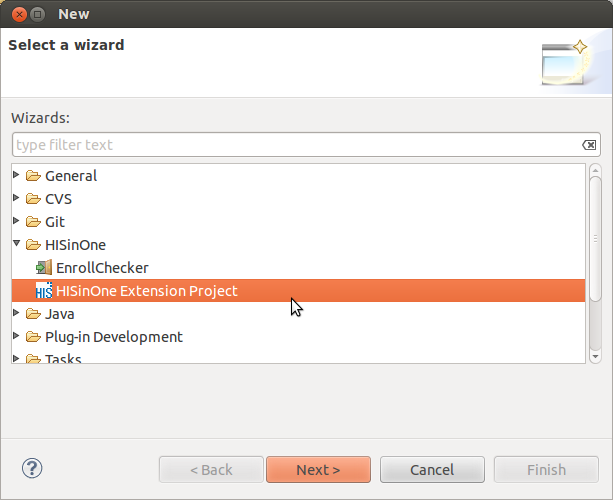 New
Select a wizard
Wizards:
type filter text
General
CVS
Git
HISinOne
EnrollChecker
HIS HISinOne Extension Project
Java
Plug-in Development
Tasks
? < Back Next > Cancel Finish